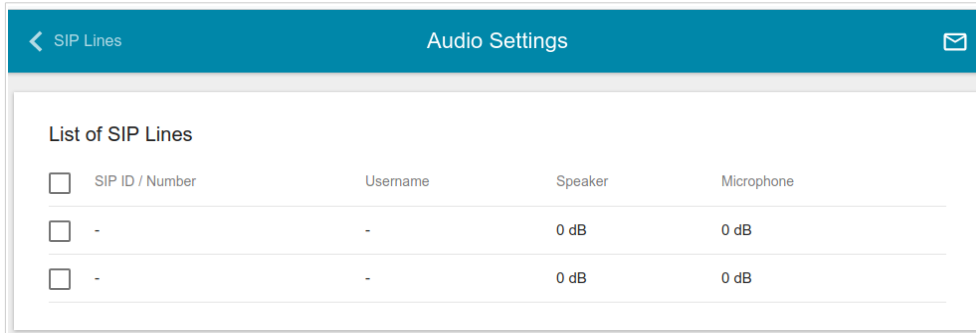 SIP Lines Audio Settings
List of SIP Lines
SIP ID / Number Username Speaker Microphone
- - 0 dB 0 dB
- - 0 dB 0 dB